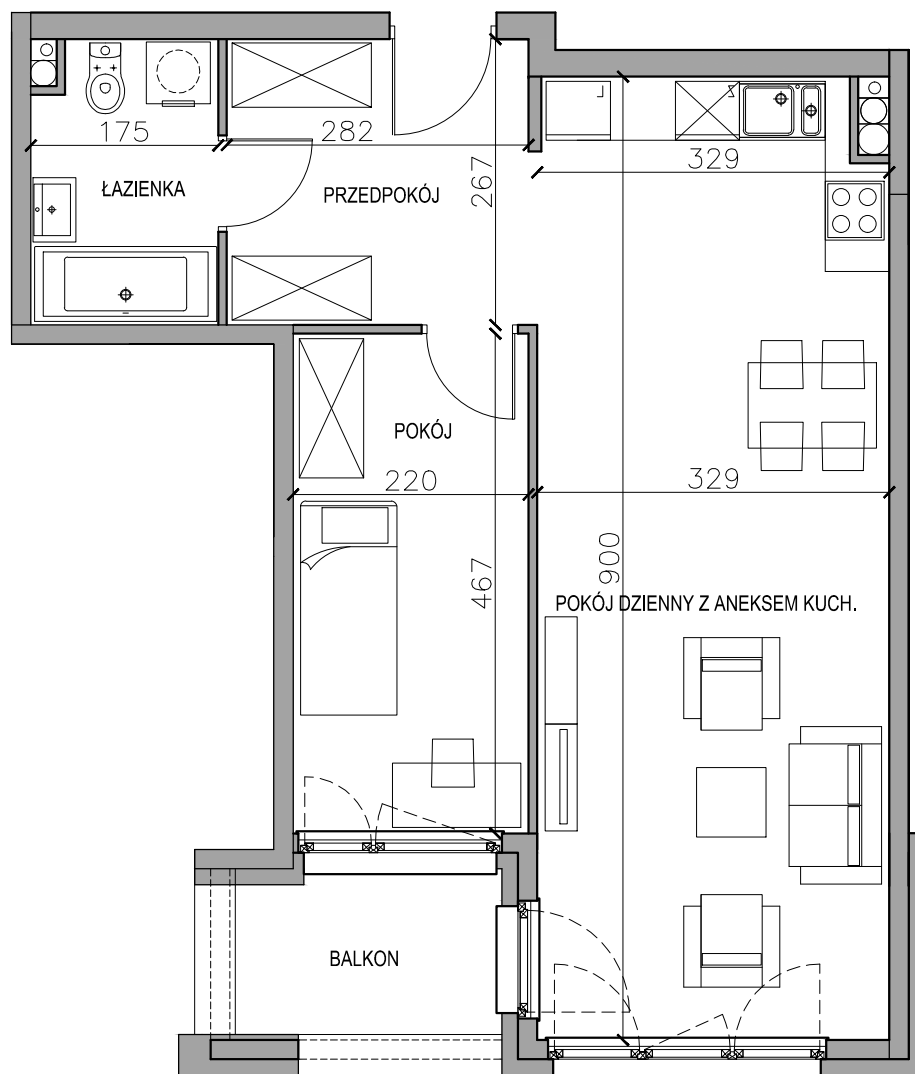 175
282
329
267
ŁAZIENKA
PRZEDPOKÓJ
POKÓJ
220
329
467
900
POKÓJ DZIENNY Z ANEKSEM KUCH.
BALKON